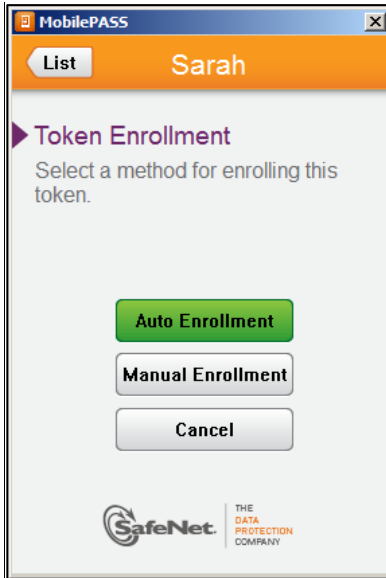 MobilePASS
List
Sarah
Token Enrollment
Select a method for enrolling this
token.
Auto Enrollment
Manual Enrollment
Cancel
SafeNet.
THE
DATA
PROTECTION
COMPANY